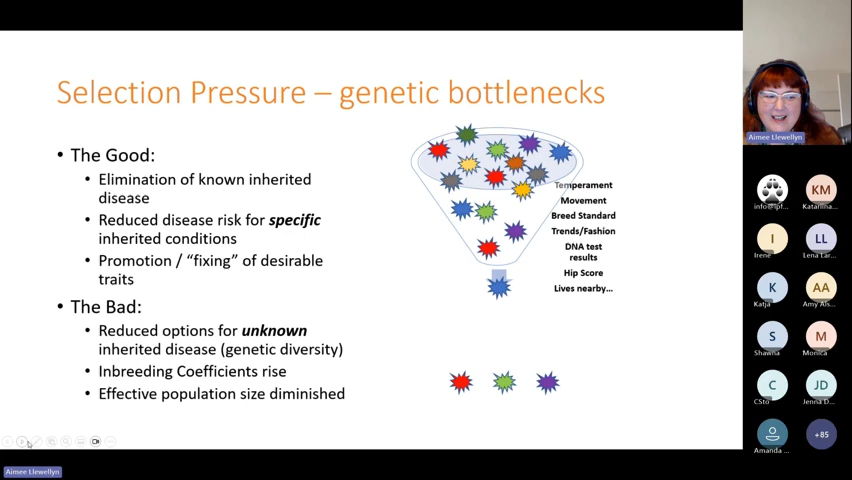 Selection Pressure – genetic bottlenecks
• The Good:
• Elimination of known inherited
disease
• Reduced disease risk for specific
inherited conditions
• Promotion / “fixing” of desirable
traits
• The Bad:
• Reduced options for unknown
inherited disease (genetic diversity)
• Inbreeding Coefficients rise
• Effective population size diminished
Temperament
Movement
Breed Standard
Trends/Fashion
DNA test
results
Hip Score
Lives nearby...
Aimee Llewellyn
Aimee Llewellyn
KM
info@lpf...
Katariina...
I
LL
Irene
Lena Lar...
K
AA
Katja
Amy Als...
S
M
Shawna
Monica
C
JD
CSto
Jenna D...
Amanda ...
+85